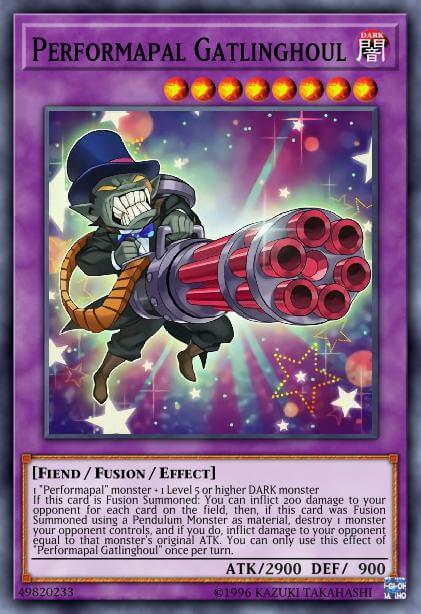 PERFORMAPAL GATLINGHOUL
DARK
闇
[FIEND / FUSION / EFFECT]
1 "Performapal" monster + 1 Level 5 or higher DARK monster
If this card is Fusion Summoned: You can inflict 200 damage to your
opponent for each card on the field, then, if this card was Fusion
Summoned using a Pendulum Monster as material, destroy 1 monster
your opponent controls, and if you do, inflict damage to your opponent
equal to that monster's original ATK. You can only use this effect of
"Performapal Gatlinghoul" once per turn.
ATK/2900 DEF/ 900
49820233
©1996 KAZUKI TAKAHASHI